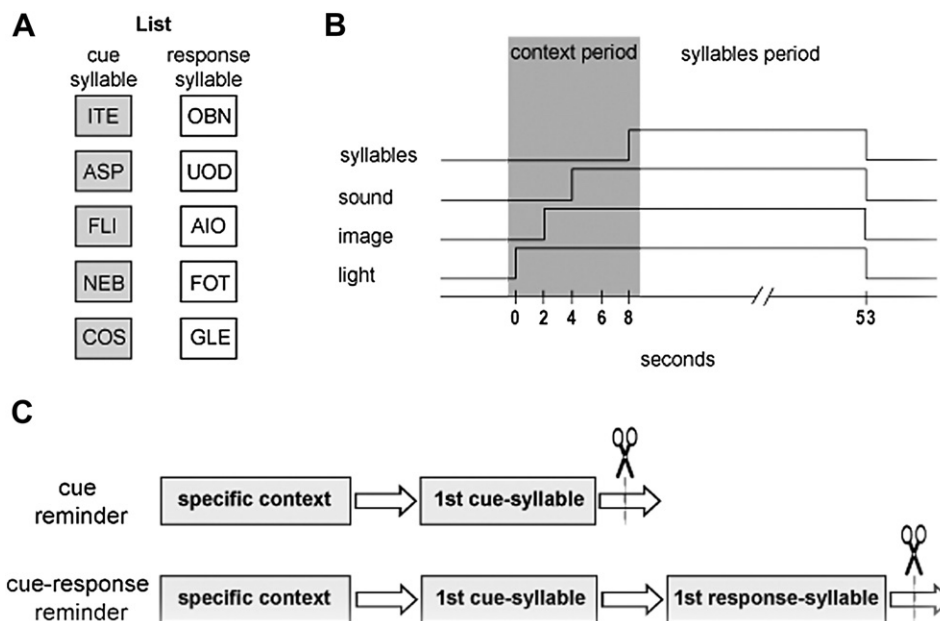 A
List
cue syllable
response syllable
ITE OBN
ASP UOD
FLI AIO
NEB FOT
COS GLE
B
context period
syllables period
syllables
sound
image
light
0 2 4 6 8 53
seconds
C
cue reminder
specific context
1st cue-syllable
cue-response reminder
specific context
1st cue-syllable
1st response-syllable